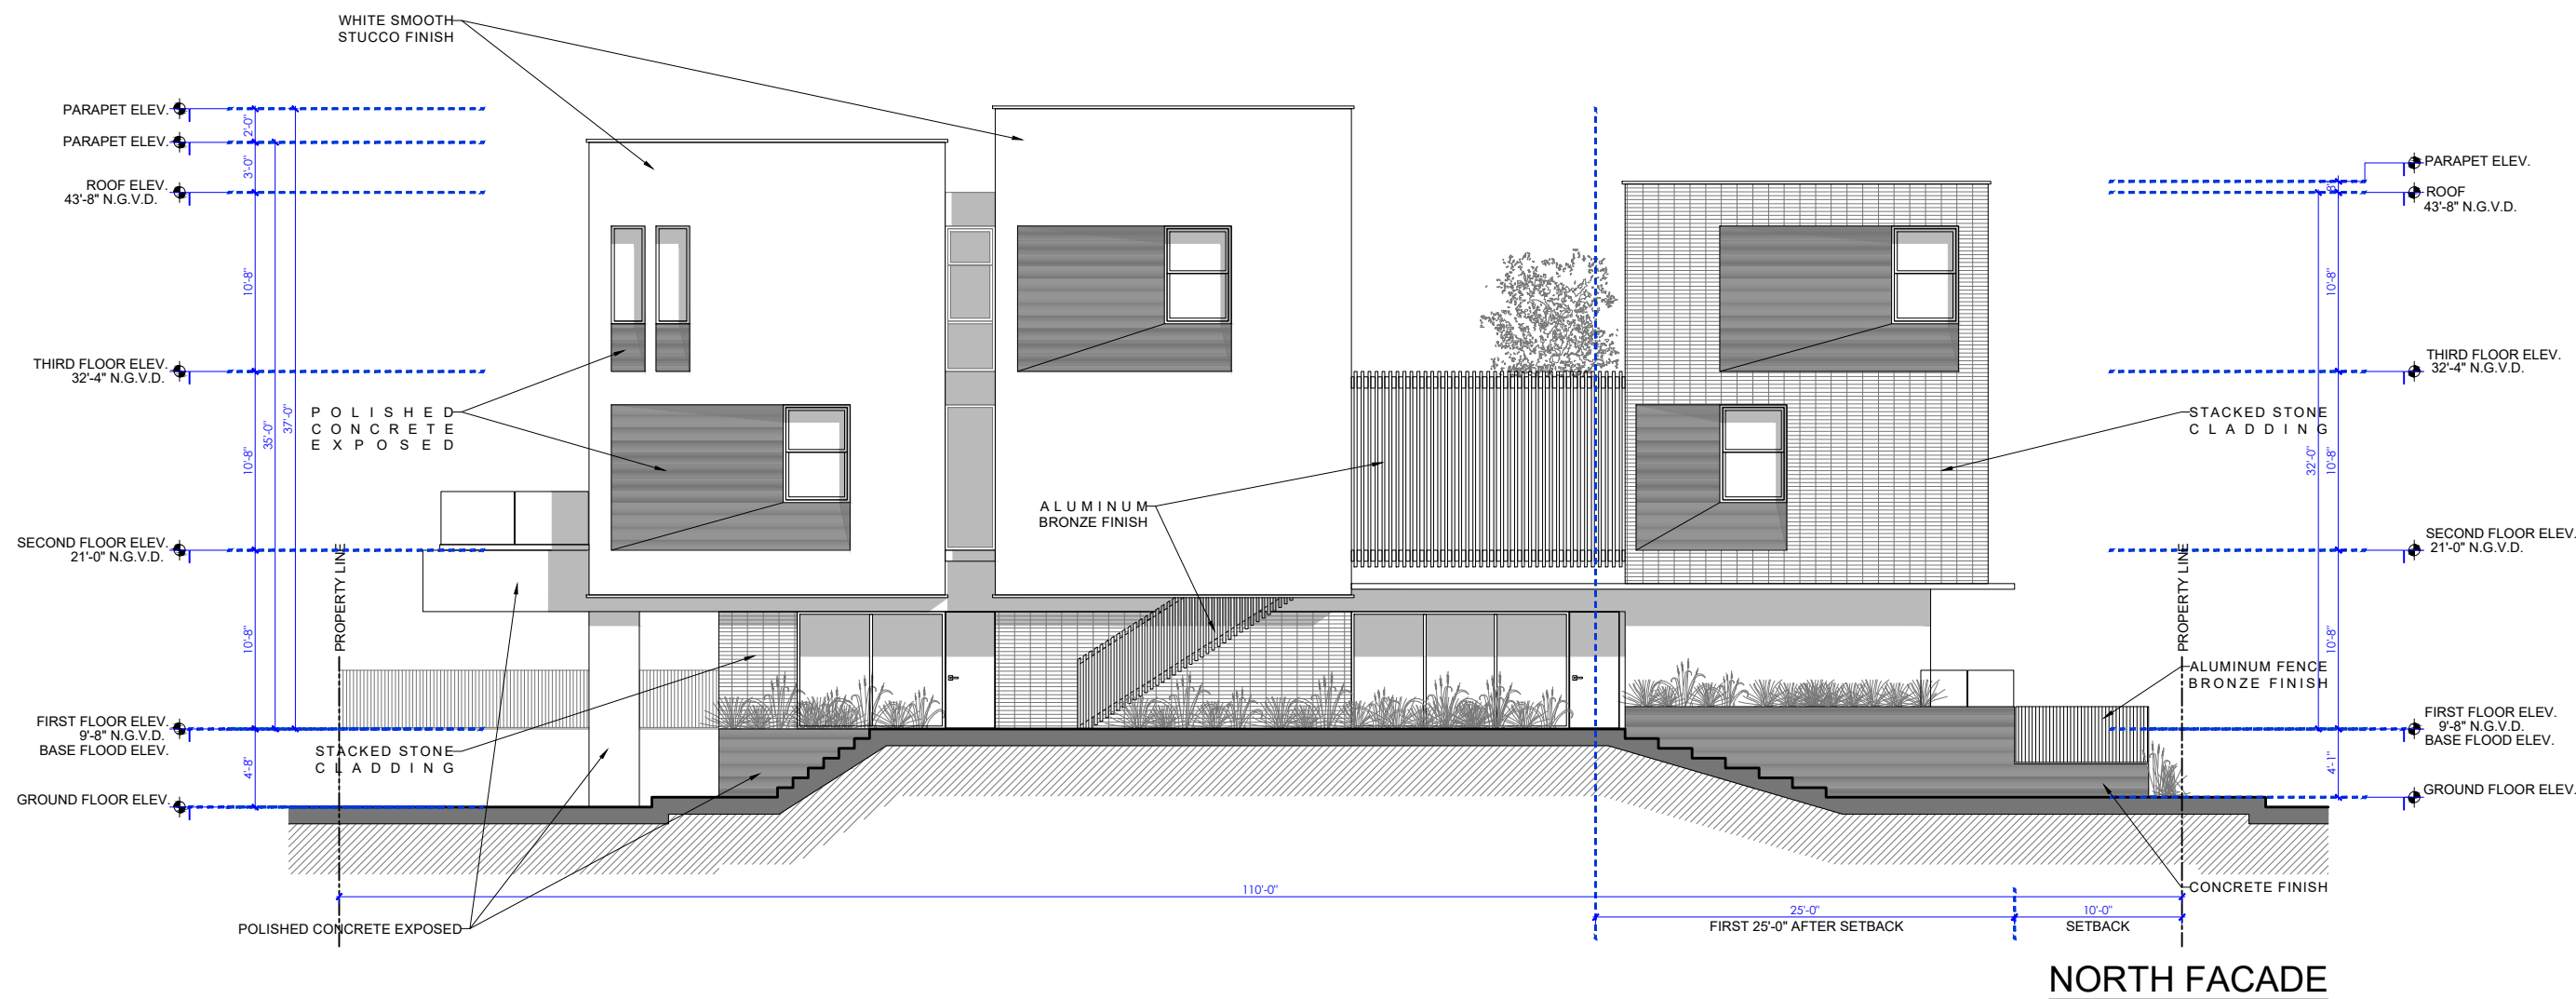 WHITE SMOOTH
STUCCO FINISH
PARAPET ELEV.
PARAPET ELEV.
ROOF ELEV.
43'-8" N.G.V.D.
THIRD FLOOR ELEV.
32'-4" N.G.V.D.
SECOND FLOOR ELEV.
21'-0" N.G.V.D.
FIRST FLOOR ELEV.
9'-8" N.G.V.D.
BASE FLOOD ELEV.
GROUND FLOOR ELEV.
2'-0"
3'-0"
10'-8"
10'-8"
10'-8"
4'-8"
35'-0"
37'-0"
POLISHED
CONCRETE
EXPOSED
PROPERTY LINE
STACKED STONE
CLADDING
POLISHED CONCRETE EXPOSED
ALUMINUM
BRONZE FINISH
PARAPET ELEV.
ROOF
43'-8" N.G.V.D.
THIRD FLOOR ELEV.
32'-4" N.G.V.D.
SECOND FLOOR ELEV.
21'-0" N.G.V.D.
FIRST FLOOR ELEV.
9'-8" N.G.V.D.
BASE FLOOD ELEV.
GROUND FLOOR ELEV.
8"
10'-8"
10'-8"
10'-8"
4'-1"
32'-0"
STACKED STONE
CLADDING
PROPERTY LINE
ALUMINUM FENCE
BRONZE FINISH
CONCRETE FINISH
110'-0"
25'-0"
FIRST 25'-0" AFTER SETBACK
10'-0"
SETBACK
NORTH FACADE